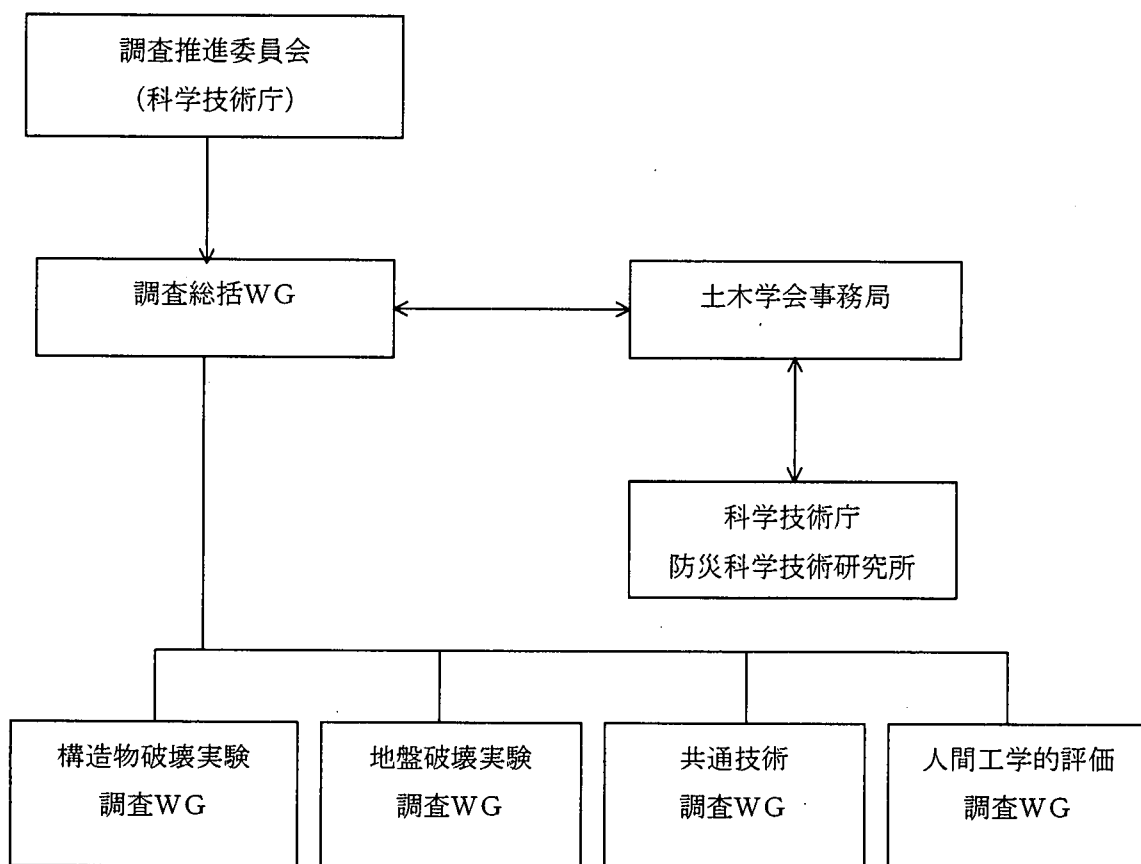 調査推進委員会
（科学技術庁）
調査総括ＷＧ
土木学会事務局
科学技術庁
防災科学技術研究所
構造物破壊実験
調査ＷＧ
地盤破壊実験
調査ＷＧ
共通技術
調査ＷＧ
人間工学的評価
調査ＷＧ